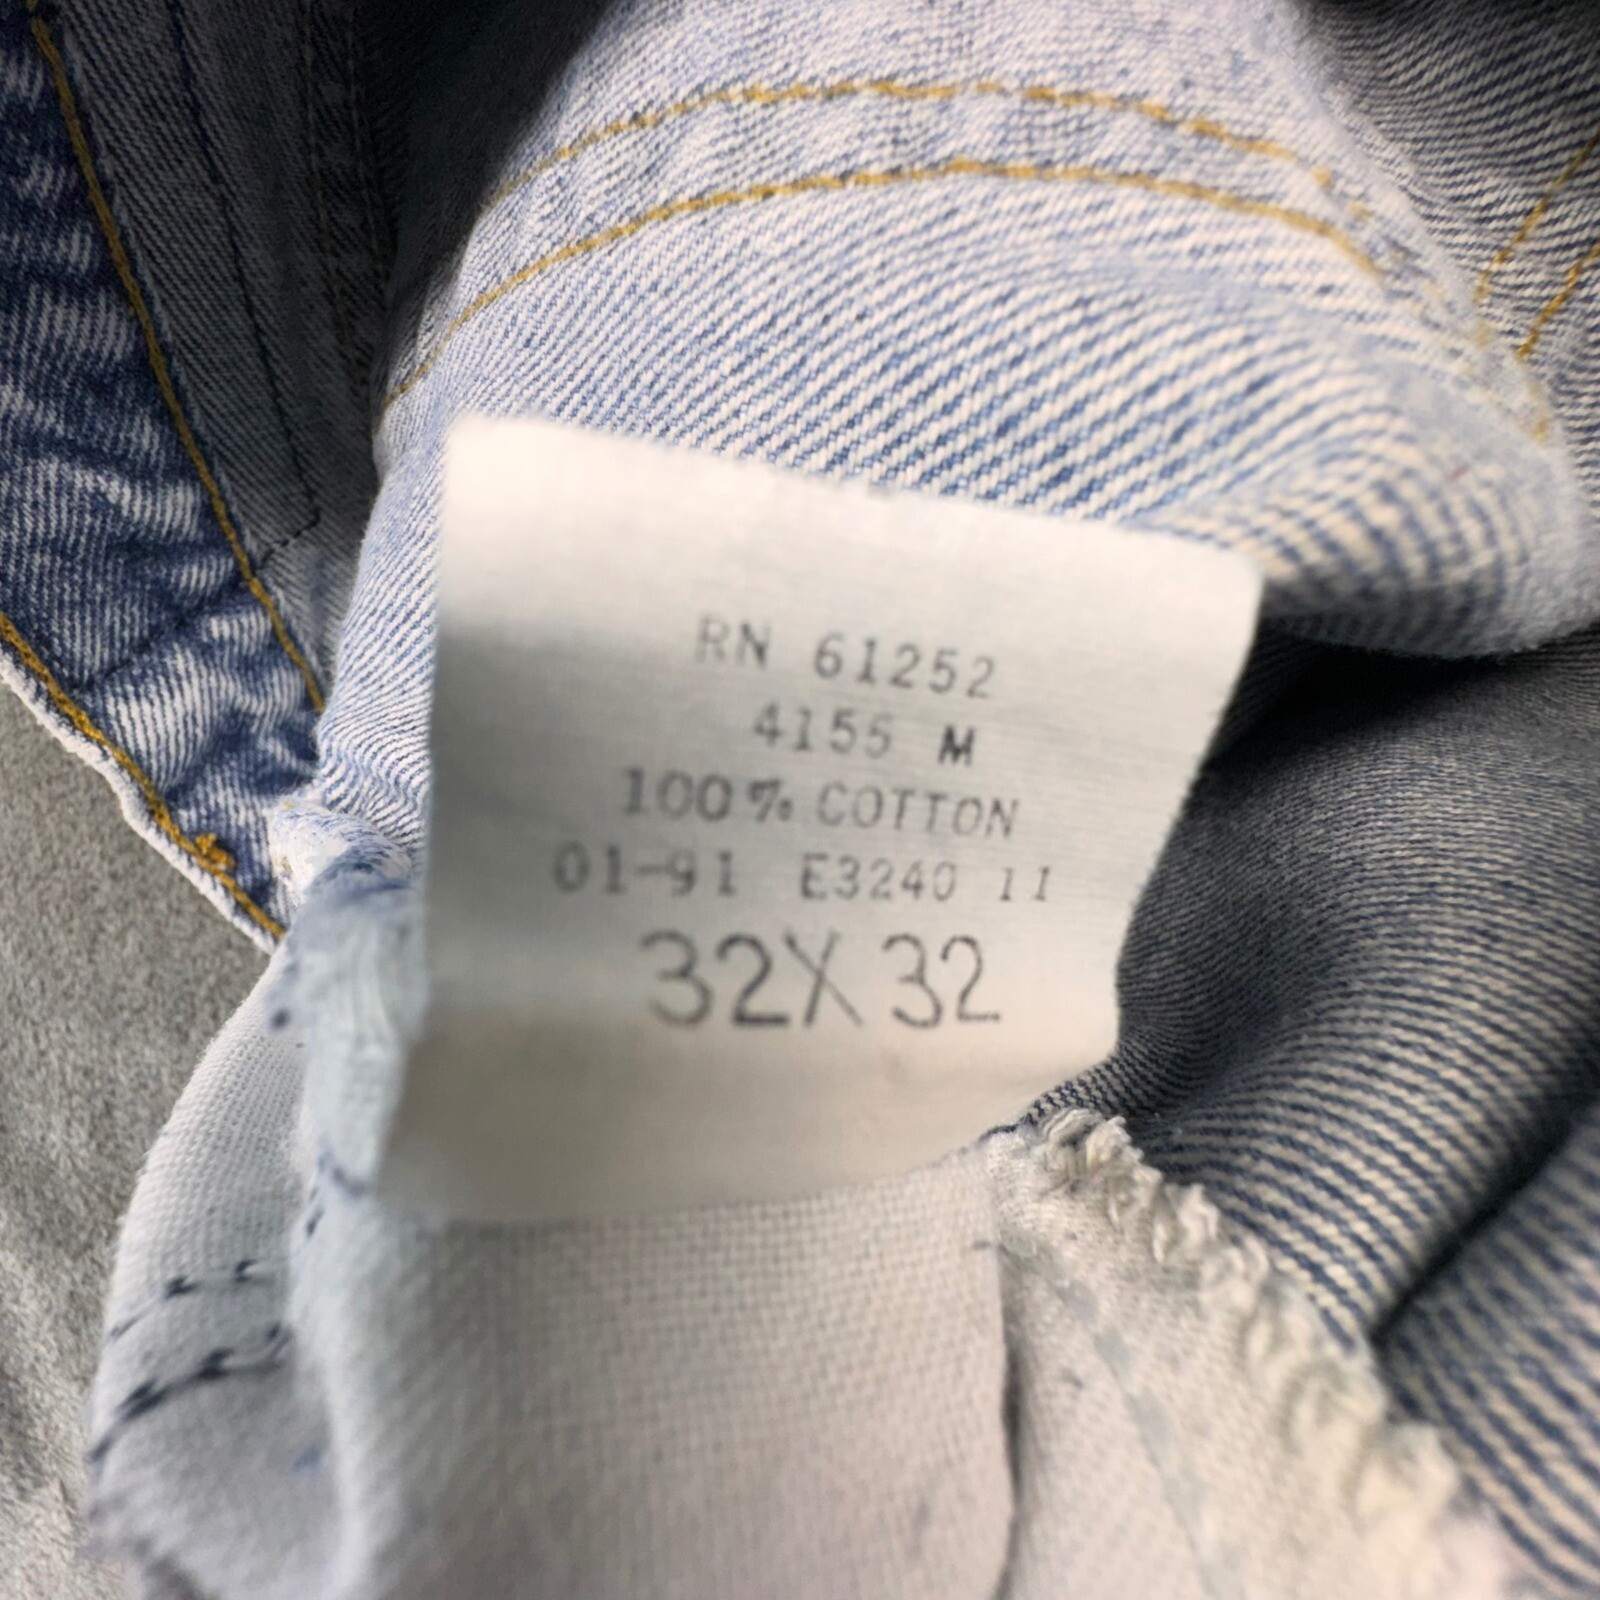 RN 61252
4155 M
100% COTTON
01-91 E3240 11
32X32